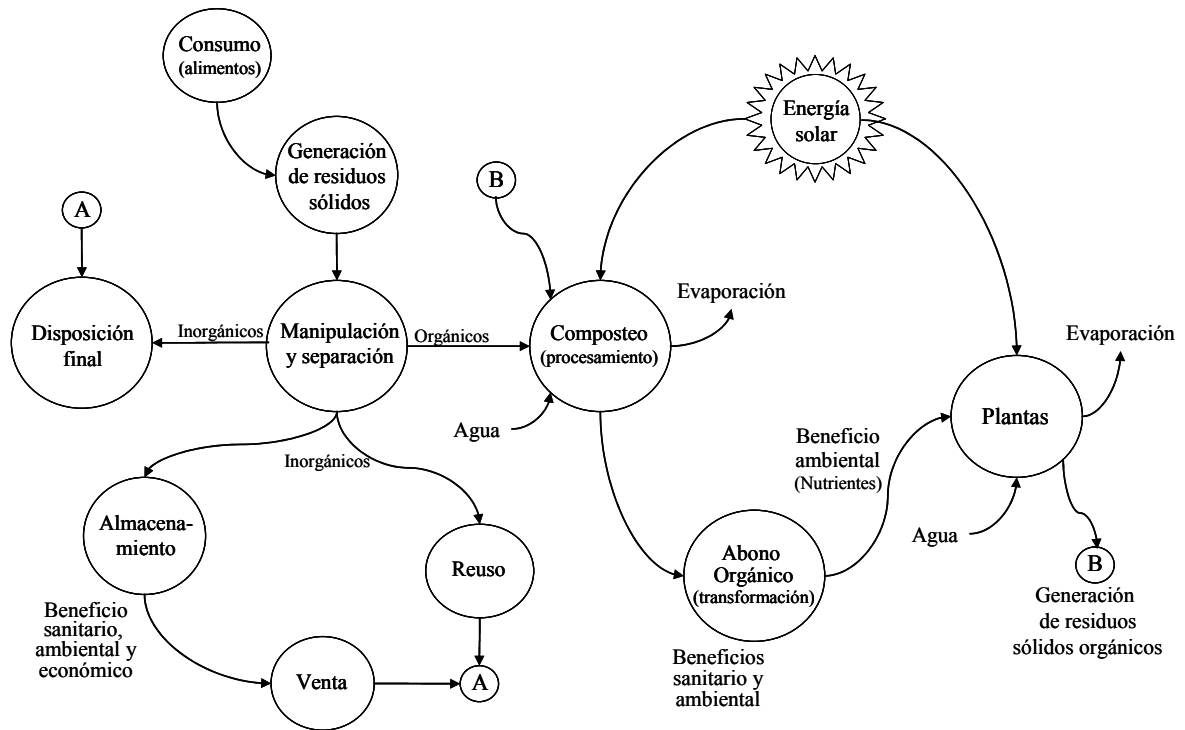 Consumo
(alimentos)
Generación
de residuos
sólidos
A
Disposición
final
Inorgánicos
Manipulación
y separación
Orgánicos
Inorgánicos
Almacena-
miento
Beneficio
sanitario,
ambiental y
económico
Venta
Reuso
A
B
Energía
solar
Composteo
(procesamiento)
Evaporación
Agua
Abono
Orgánico
(transformación)
Beneficios
sanitario y
ambiental
Beneficio
ambiental
(Nutrientes)
Plantas
Evaporación
Agua
B
Generación
de residuos
sólidos orgánicos